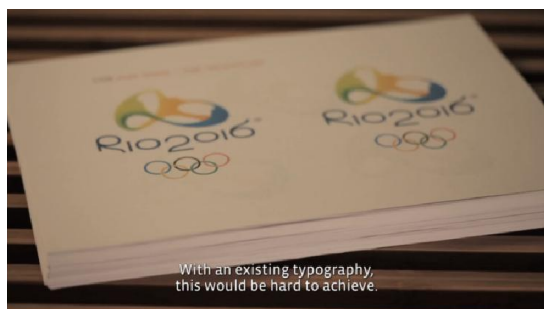 RIO2016
RIO2016
With an existing typography,
this would be hard to achieve.